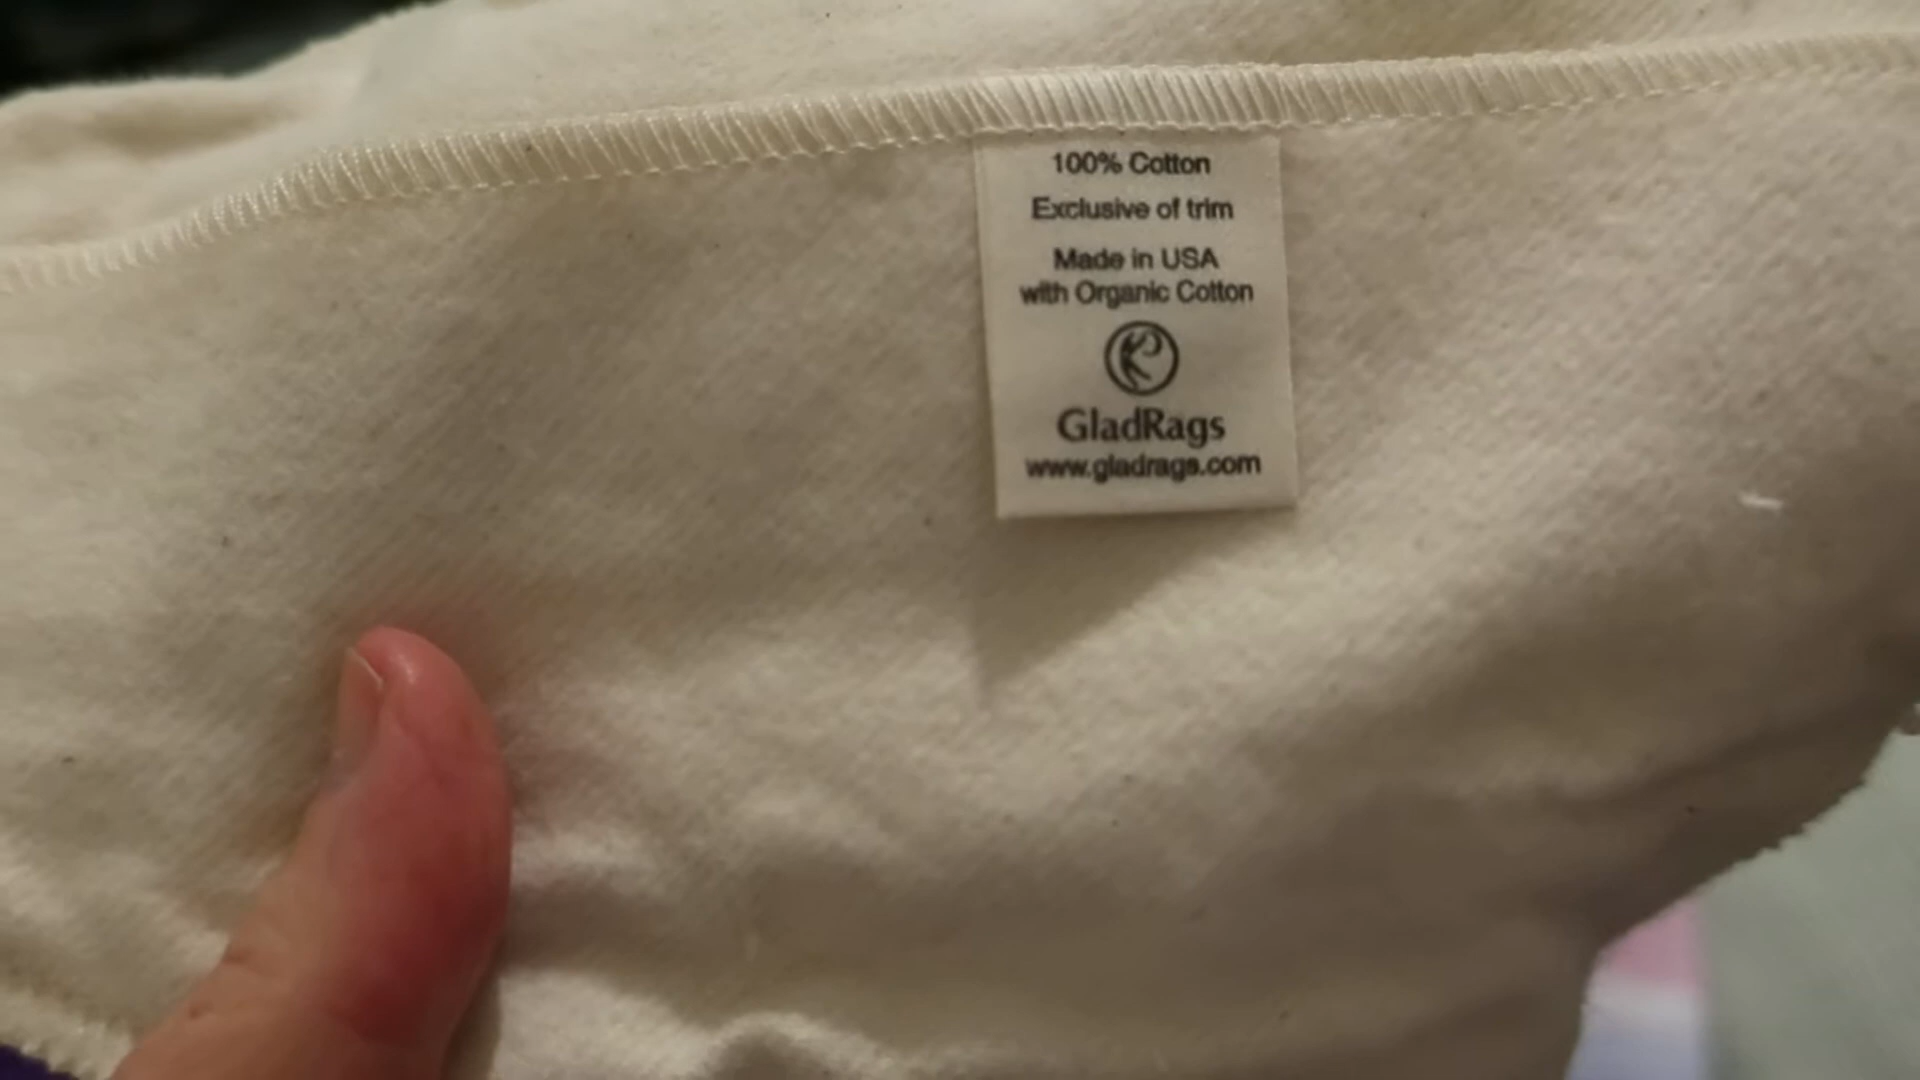 100% Cotton
Exclusive of trim
Made in USA
with Organic Cotton
GladRags
www.gladrags.com